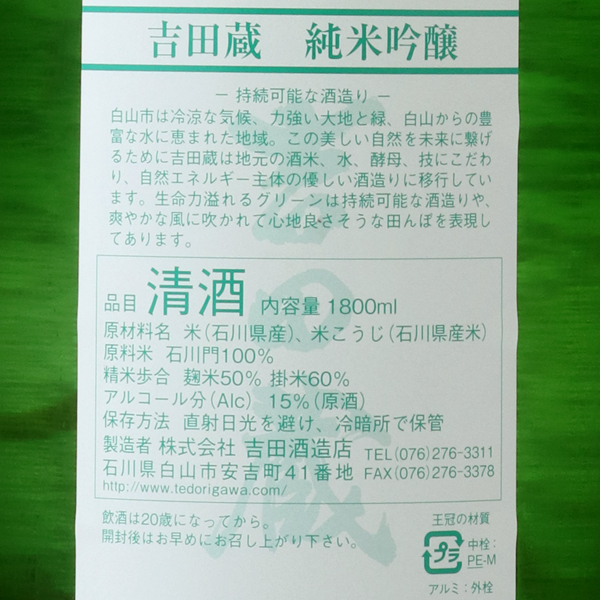 吉田蔵　純米吟醸
― 持続可能な酒造り ―
白山市は冷涼な気候、力強い大地と緑、白山からの豊
富な水に恵まれた地域。この美しい自然を未来に繋げ
るために吉田蔵は地元の酒米、水、酵母、技にこだわ
り、自然エネルギー主体の優しい酒造りに移行してい
ます。生命力溢れるグリーンは持続可能な酒造りや、
爽やかな風に吹かれて心地良さそうな田んぼを表現し
てあります。
品目 清酒 内容量 1800ml
原材料名 米(石川県産)、米こうじ(石川県産米)
原料米 石川門100%
精米歩合 麹米50% 掛米60%
アルコール分(Alc) 15%(原酒)
保存方法 直射日光を避け、冷暗所で保管
製造者 株式会社 吉田酒造店 TEL(076)276-3311
石川県白山市安吉町41番地 FAX(076)276-3378
http://www.tedorigawa.com/
飲酒は20歳になってから。
開封後はお早めにお召し上がり下さい。
王冠の材質
プラ
中栓:
PE-M
アルミ:外栓
吉田蔵